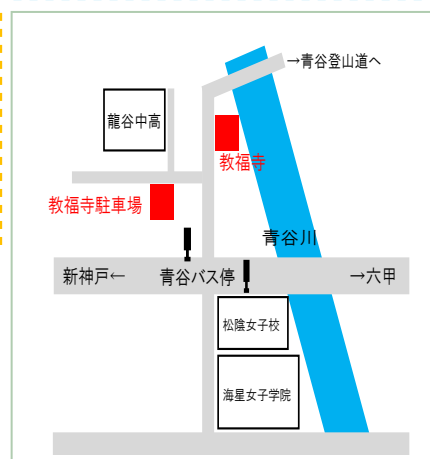 →青谷登山道へ
龍谷中高
教福寺
教福寺駐車場
青谷川
新神戸←
青谷バス停
→六甲
松陰女子校
海星女子学院